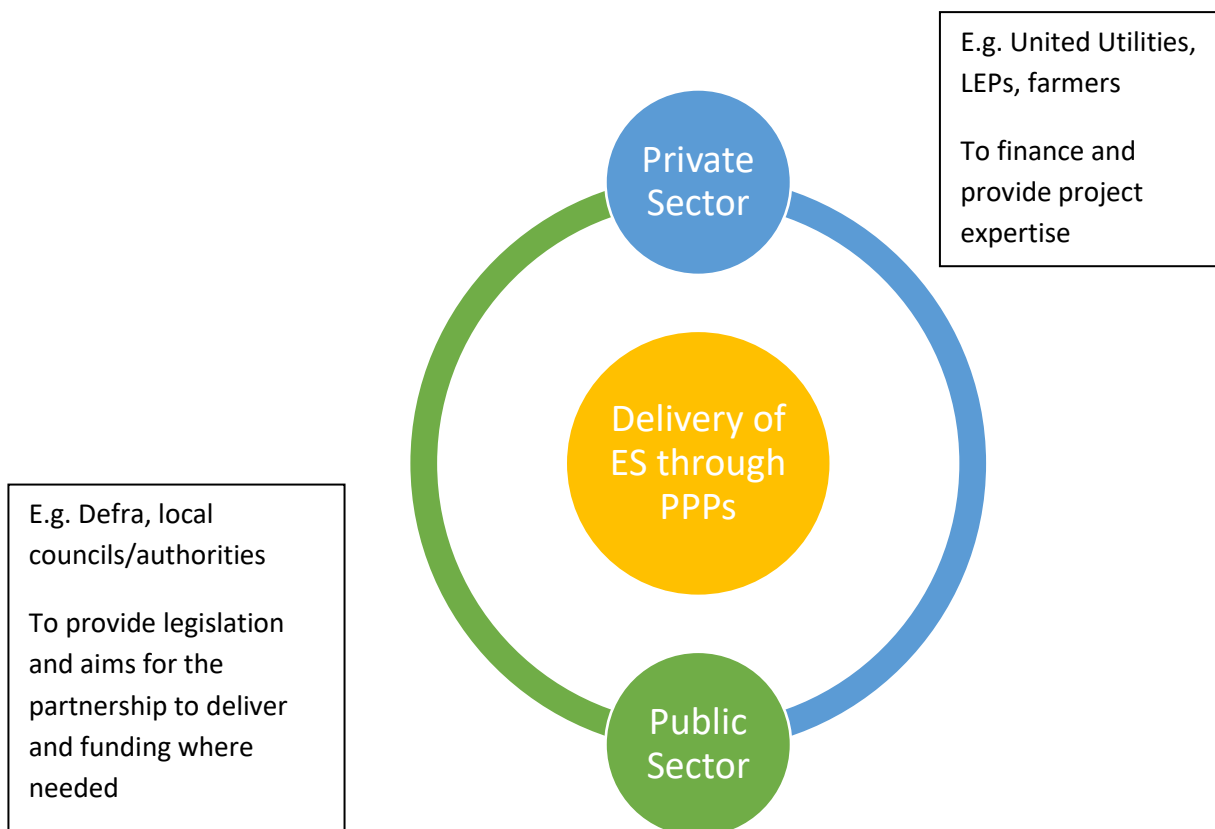 E.g. United Utilities,
LEPs, farmers
To finance and
provide project
expertise
Private
Sector
Delivery of
ES through
PPPs
E.g. Defra, local
councils/authorities
To provide legislation
and aims for the
partnership to deliver
and funding where
needed
Public
Sector